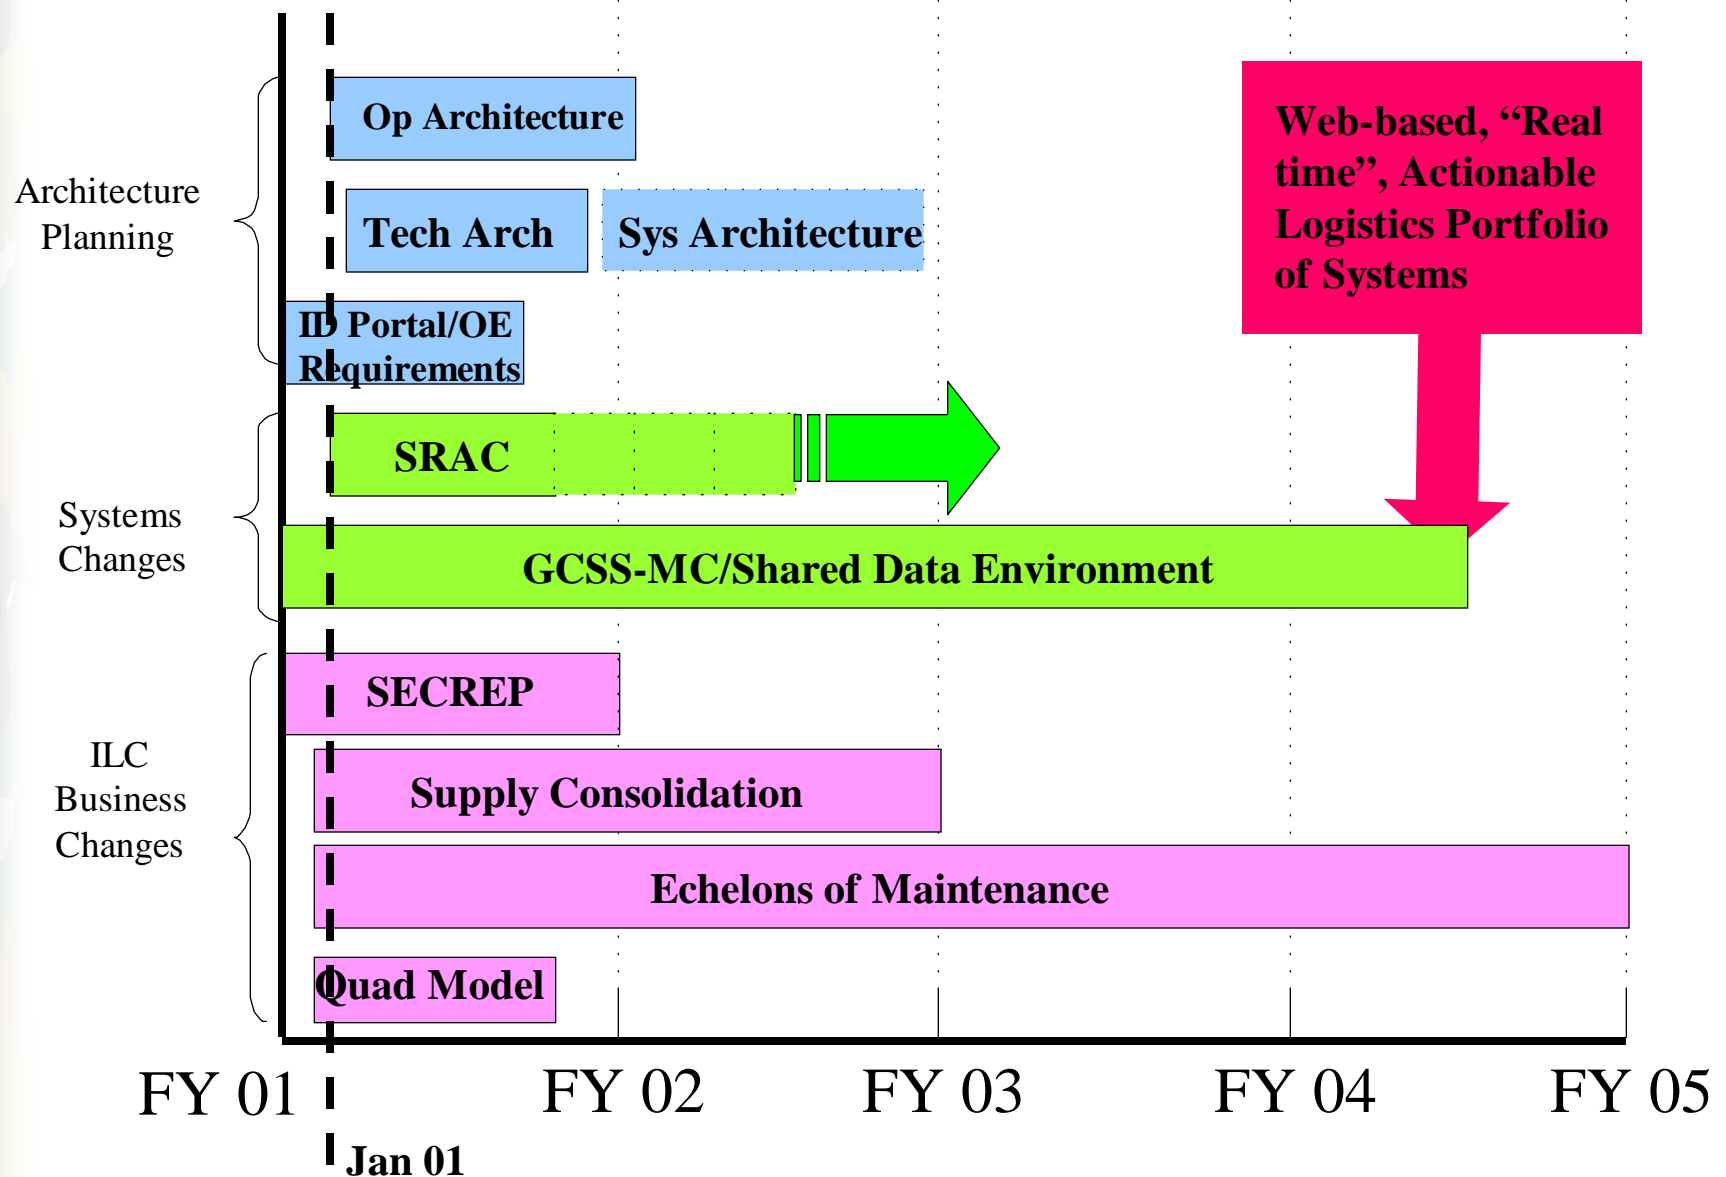 Op Architecture
Architecture
Planning
Tech Arch
Sys Architecture
ID Portal/OE
Requirements
Web-based, “Real
time”, Actionable
Logistics Portfolio
of Systems
Systems
Changes
SRAC
GCSS-MC/Shared Data Environment
ILC
Business
Changes
SECREP
Supply Consolidation
Echelons of Maintenance
Quad Model
FY 01
FY 02
FY 03
FY 04
FY 05
Jan 01